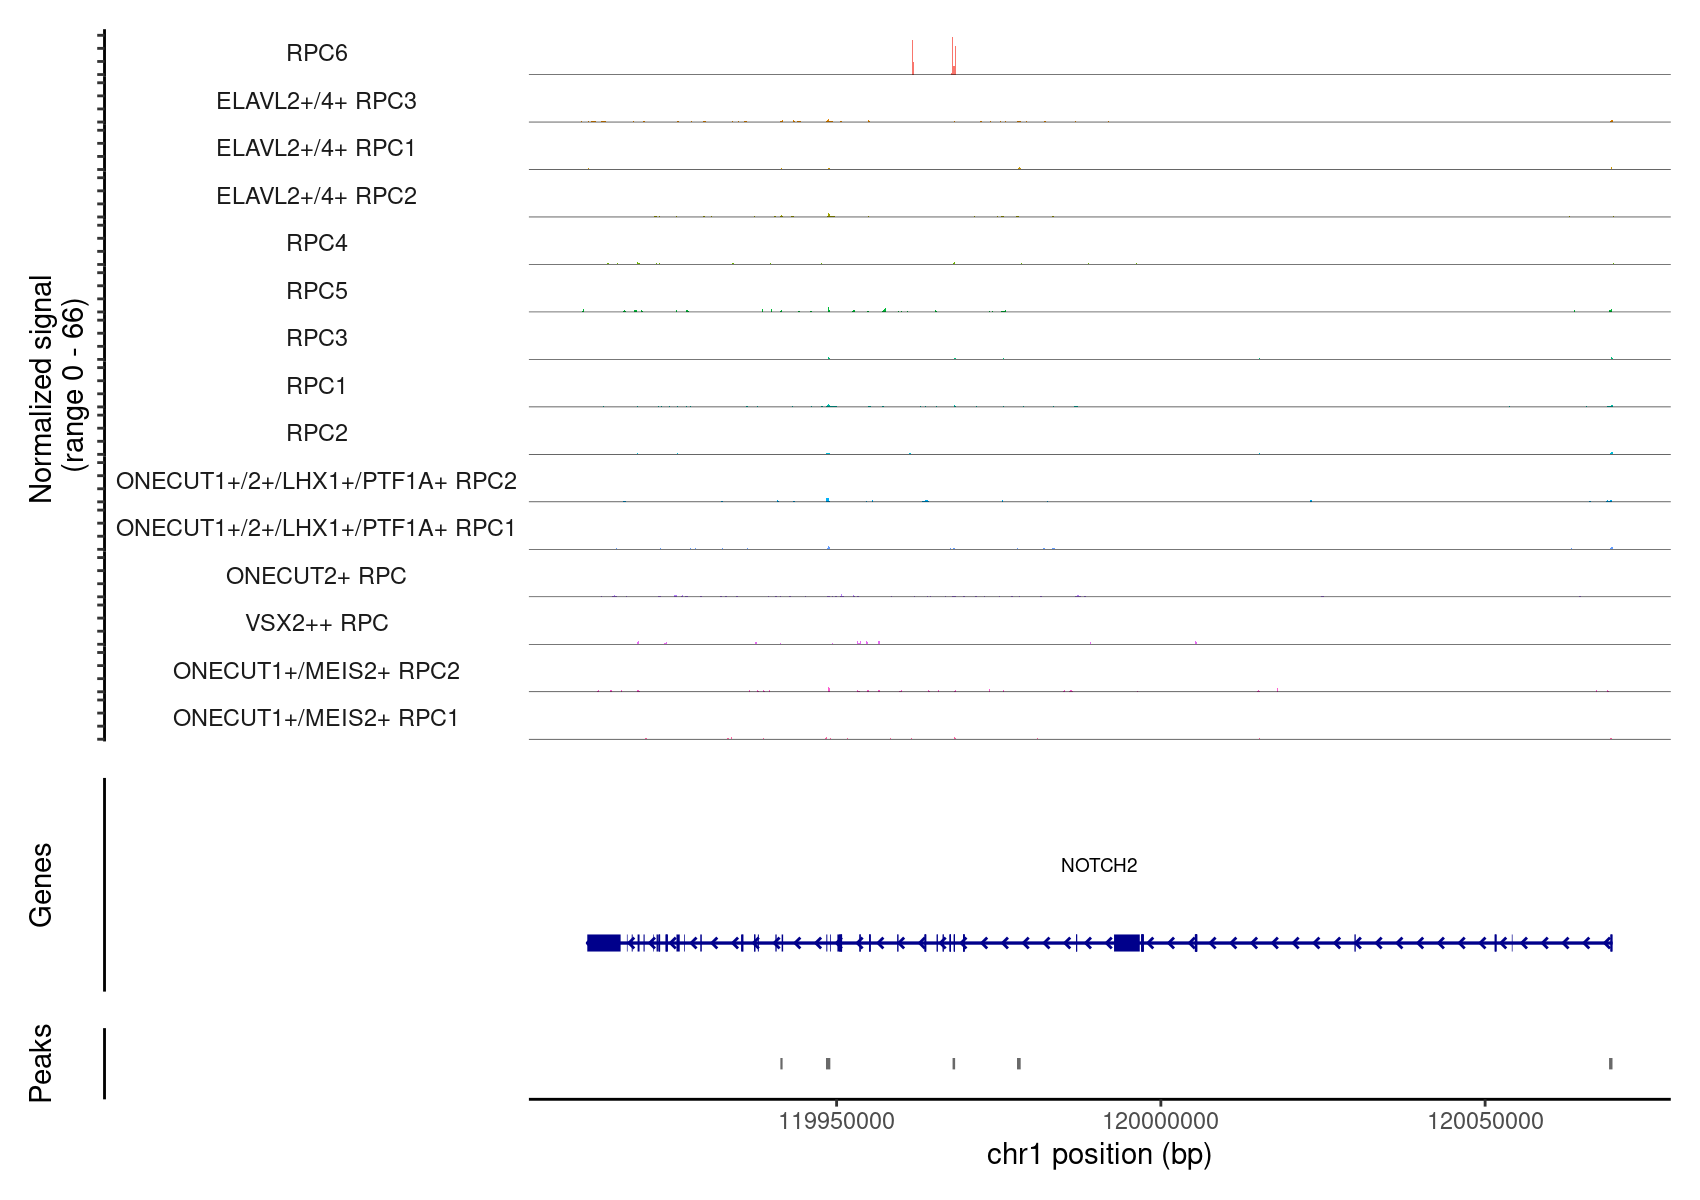 Normalized signal
(range 0 - 66)
RPC6
ELAVL2+/4+ RPC3
ELAVL2+/4+ RPC1
ELAVL2+/4+ RPC2
RPC4
RPC5
RPC3
RPC1
RPC2
ONECUT1+/2+/LHX1+/PTF1A+ RPC2
ONECUT1+/2+/LHX1+/PTF1A+ RPC1
ONECUT2+ RPC
VSX2++ RPC
ONECUT1+/MEIS2+ RPC2
ONECUT1+/MEIS2+ RPC1
Genes
NOTCH2
Peaks
119950000 120000000 120050000
chr1 position (bp)